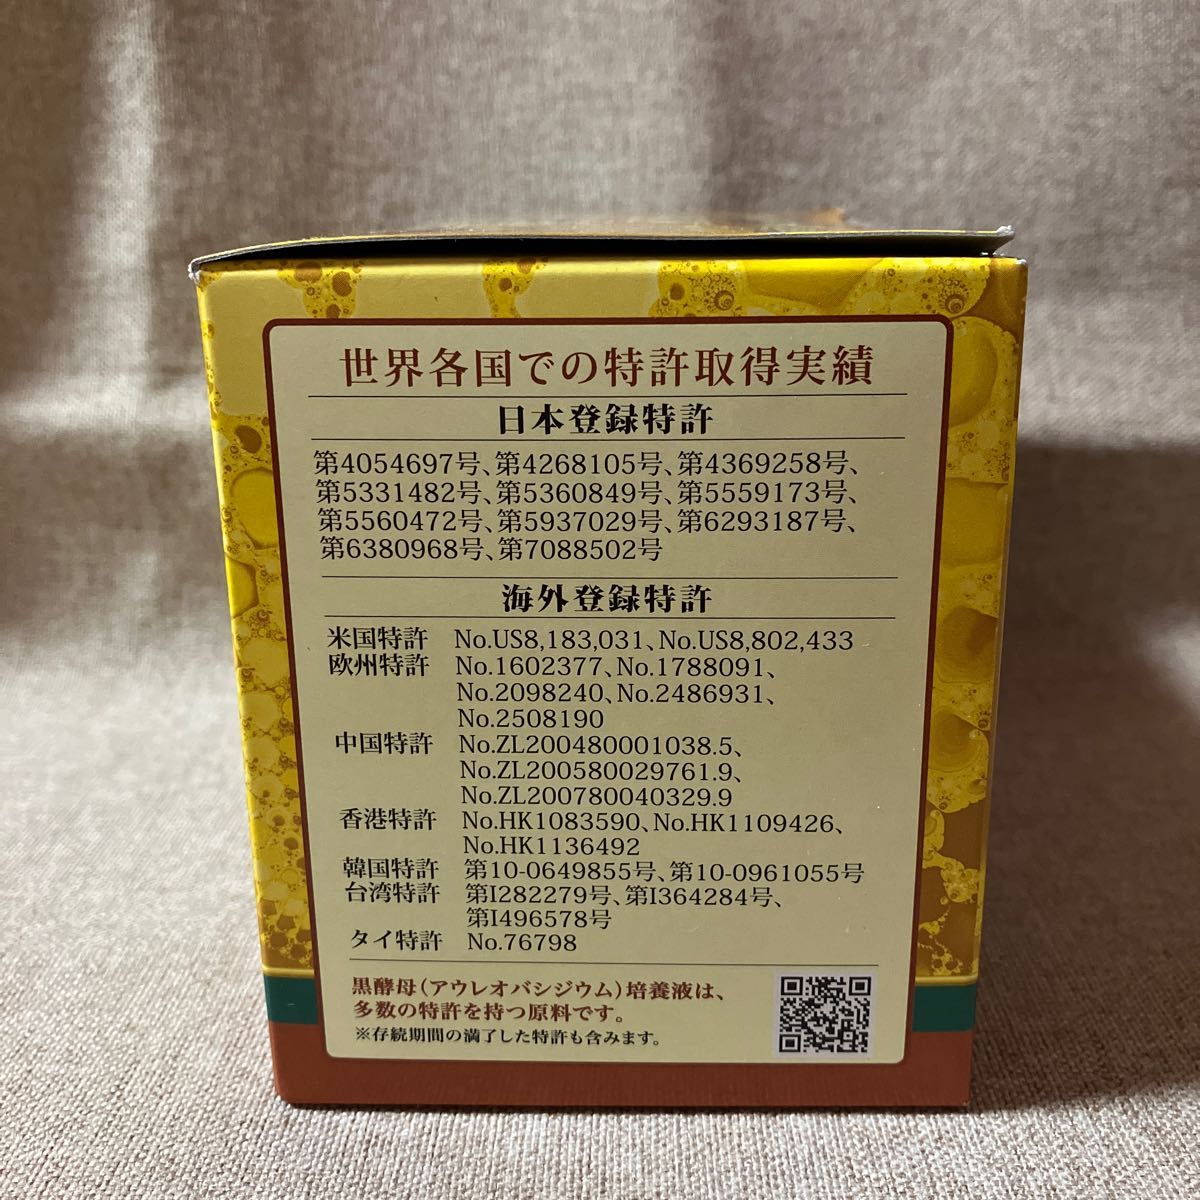 世界各国での特許取得実績
日本登録特許
第4054697号、第4268105号、第4369258号、
第5331482号、第5360849号、第5559173号、
第5560472号、第5937029号、第6293187号、
第6380968号、第7088502号
海外登録特許
米国特許 No.US8,183,031、No.US8,802,433
欧州特許 No.1602377、No.1788091、
No.2098240、No.2486931、
No.2508190
中国特許 No.ZL200480001038.5、
No.ZL200580029761.9、
No.ZL200780040329.9
香港特許 No.HK1083590、No.HK1109426、
No.HK1136492
韓国特許 第10-0649855号、第10-0961055号
台湾特許 第I282279号、第I364284号、
第I496578号
タイ特許 No.76798
黒酵母(アウレオバシジウム)培養液は、
多数の特許を持つ原料です。
※存続期間の満了した特許も含みます。